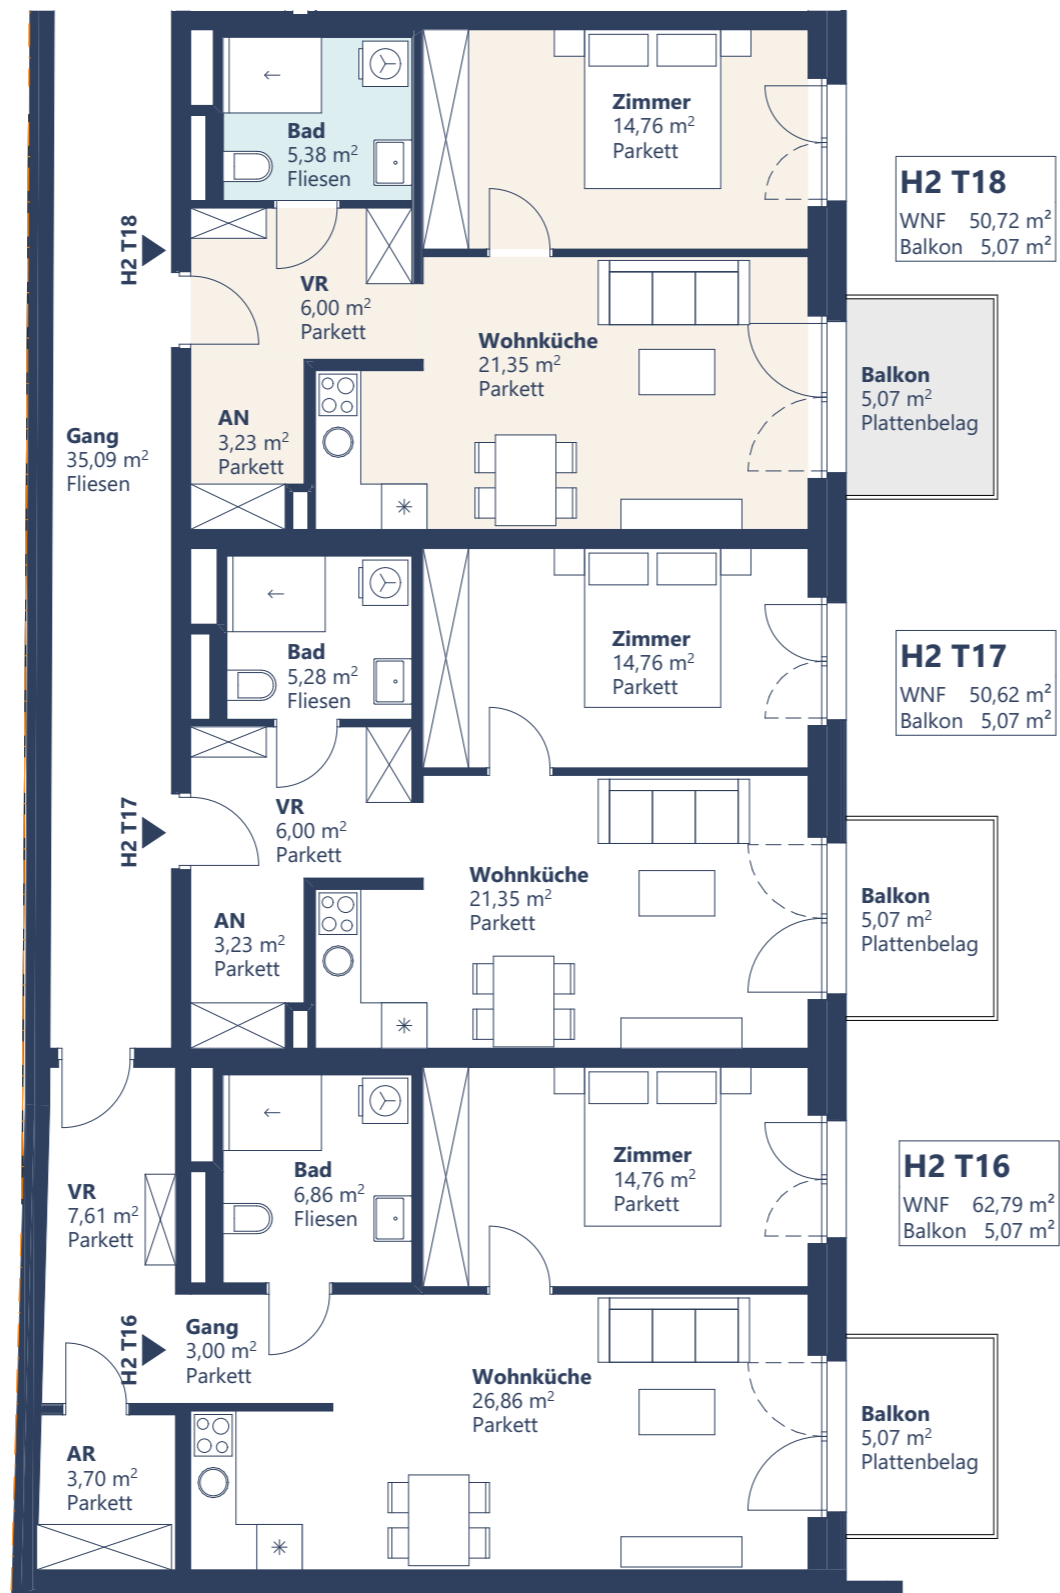 Bad
5,38 m²
Fliesen
Zimmer
14,76 m²
Parkett
H2 T18
WNF 50,72 m²
Balkon 5,07 m²
H2 T18
VR
6,00 m²
Parkett
Wohnküche
21,35 m²
Parkett
Balkon
5,07 m²
Plattenbelag
AN
3,23 m²
Parkett
Gang
35,09 m²
Fliesen
Bad
5,28 m²
Fliesen
Zimmer
14,76 m²
Parkett
H2 T17
WNF 50,62 m²
Balkon 5,07 m²
H2 T17
VR
6,00 m²
Parkett
Wohnküche
21,35 m²
Parkett
Balkon
5,07 m²
Plattenbelag
AN
3,23 m²
Parkett
Bad
6,86 m²
Fliesen
Zimmer
14,76 m²
Parkett
H2 T16
WNF 62,79 m²
Balkon 5,07 m²
VR
7,61 m²
Parkett
H2 T16
Gang
3,00 m²
Parkett
Wohnküche
26,86 m²
Parkett
Balkon
5,07 m²
Plattenbelag
AR
3,70 m²
Parkett